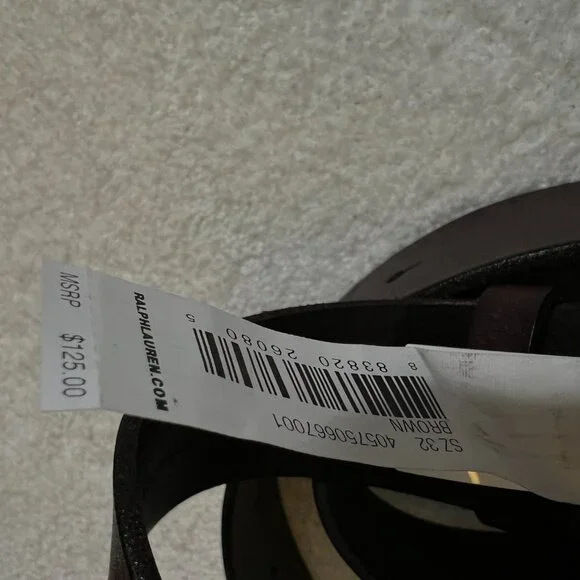 SZ 32 405750667001
BROWN
8 83820 26080 5
RALPHLAUREN.COM
MSRP $125.00